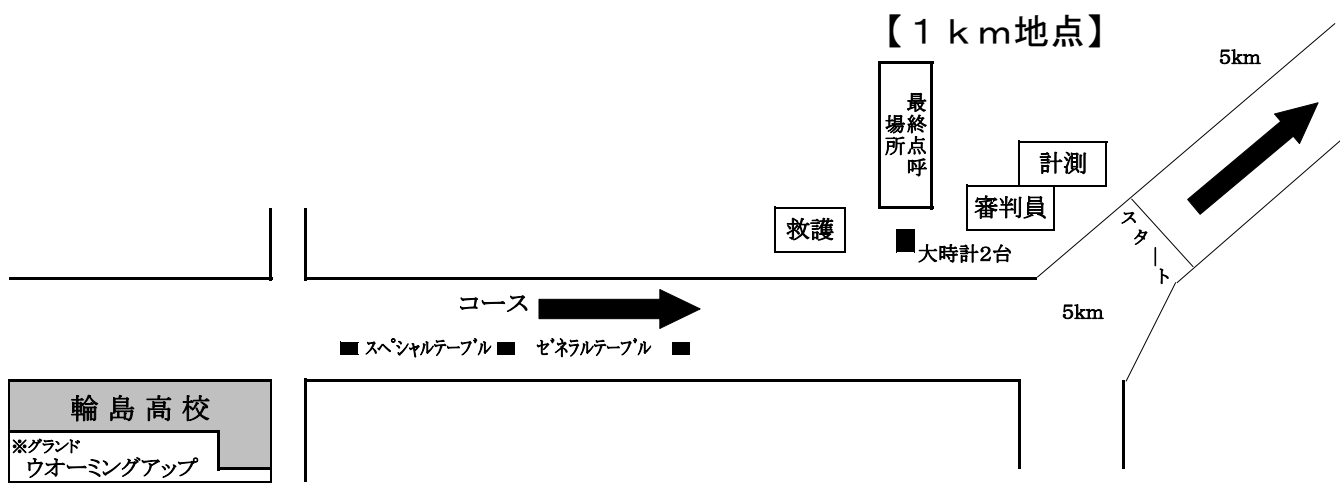 【１ｋｍ地点】
5km
最終点呼
場所
計測
審判員
救護
スタート
大時計2台
コース
5km
スペシャルテーブル
ゼネラルテーブル
輪島高校
※グランド
ウオーミングアップ